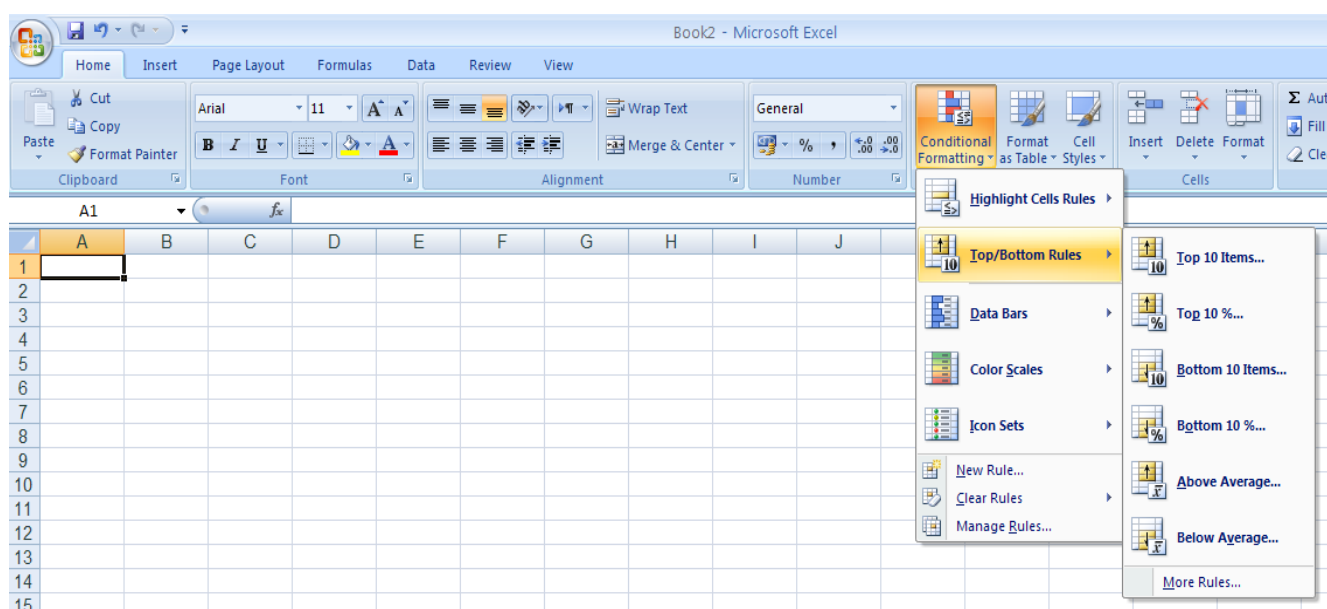 Book2 - Microsoft Excel
Home Insert Page Layout Formulas Data Review View
Paste
Cut
Copy
Format Painter
Clipboard
Arial 11
B I U
Font
Wrap Text
Merge & Center
Alignment
General
% ,
Number
Conditional Formatting
Format as Table
Cell Styles
Insert Delete Format
Cells
Σ Aut
Fill
Cle
A1 fx
A B C D E F G H I J
1
2
3
4
5
6
7
8
9
10
11
12
13
14
15
Highlight Cells Rules
Top/Bottom Rules
Data Bars
Color Scales
Icon Sets
New Rule...
Clear Rules
Manage Rules...
Top 10 Items...
Top 10 %...
Bottom 10 Items...
Bottom 10 %...
Above Average...
Below Average...
More Rules...